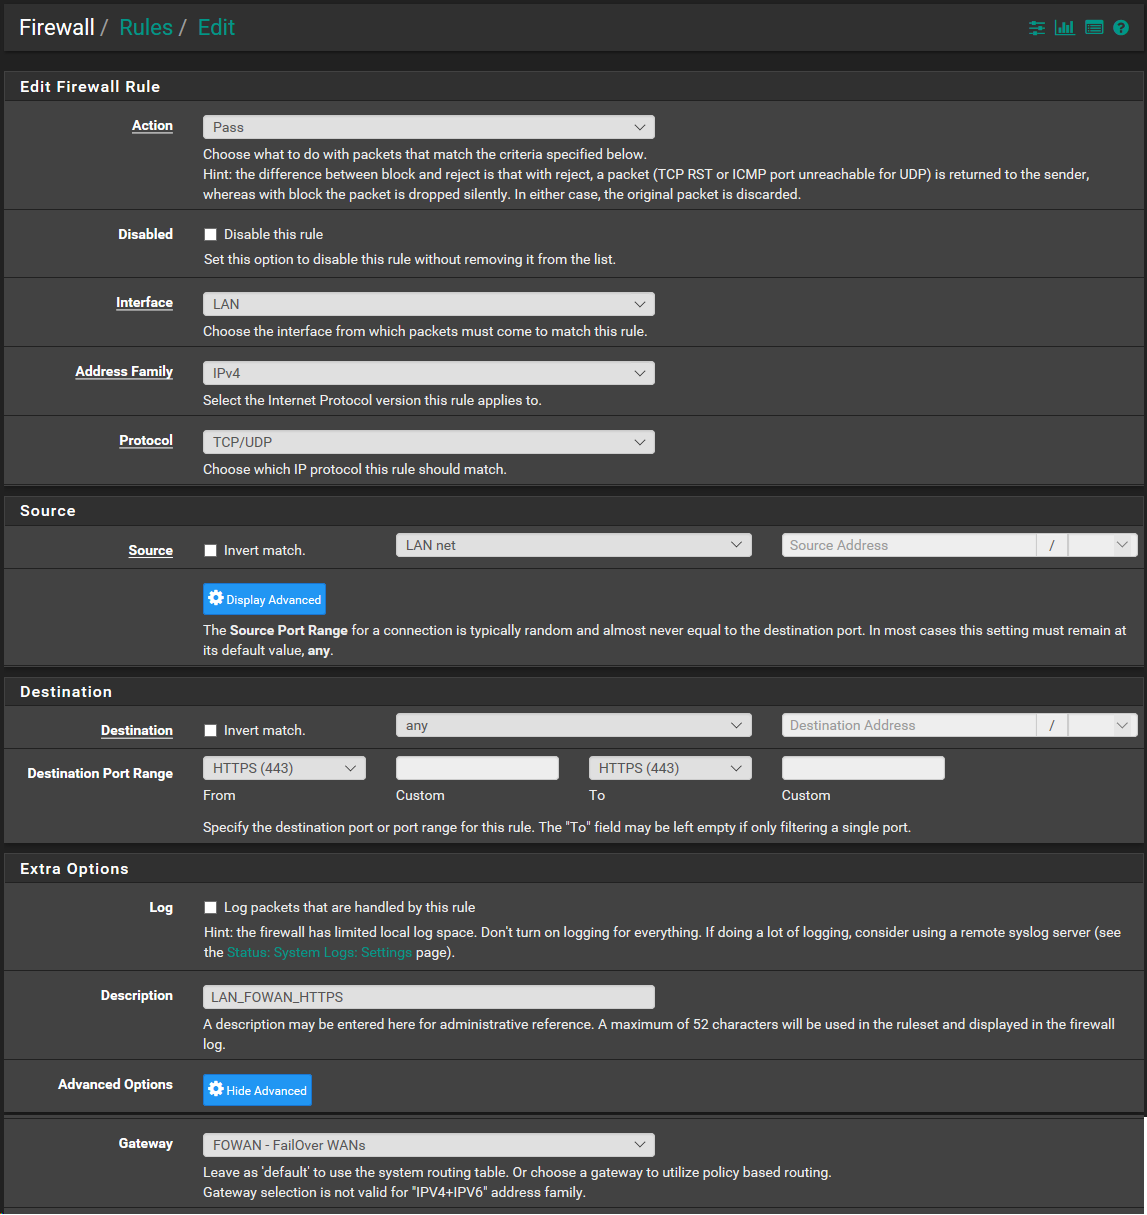 Firewall / Rules / Edit
Edit Firewall Rule
Action
Pass
Choose what to do with packets that match the criteria specified below.
Hint: the difference between block and reject is that with reject, a packet (TCP RST or ICMP port unreachable for UDP) is returned to the sender,
whereas with block the packet is dropped silently. In either case, the original packet is discarded.
Disabled
Disable this rule
Set this option to disable this rule without removing it from the list.
Interface
LAN
Choose the interface from which packets must come to match this rule.
Address Family
IPv4
Select the Internet Protocol version this rule applies to.
Protocol
TCP/UDP
Choose which IP protocol this rule should match.
Source
Source
Invert match.
LAN net
Source Address
/
Display Advanced
The Source Port Range for a connection is typically random and almost never equal to the destination port. In most cases this setting must remain at
its default value, any.
Destination
Destination
Invert match.
any
Destination Address
/
Destination Port Range
HTTPS (443)
HTTPS (443)
From
Custom
To
Custom
Specify the destination port or port range for this rule. The "To" field may be left empty if only filtering a single port.
Extra Options
Log
Log packets that are handled by this rule
Hint: the firewall has limited local log space. Don't turn on logging for everything. If doing a lot of logging, consider using a remote syslog server (see
the Status: System Logs: Settings page).
Description
LAN_FOWAN_HTTPS
A description may be entered here for administrative reference. A maximum of 52 characters will be used in the ruleset and displayed in the firewall
log.
Advanced Options
Hide Advanced
Gateway
FOWAN - FailOver WANs
Leave as 'default' to use the system routing table. Or choose a gateway to utilize policy based routing.
Gateway selection is not valid for "IPV4+IPV6" address family.